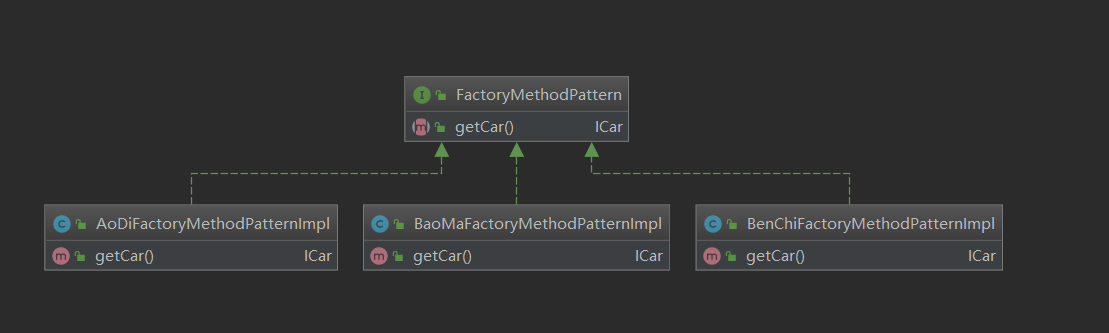 I FactoryMethodPattern
m getCar() ICar
C AoDiFactoryMethodPatternImpl
m getCar() ICar
C BaoMaFactoryMethodPatternImpl
m getCar() ICar
C BenChiFactoryMethodPatternImpl
m getCar() ICar